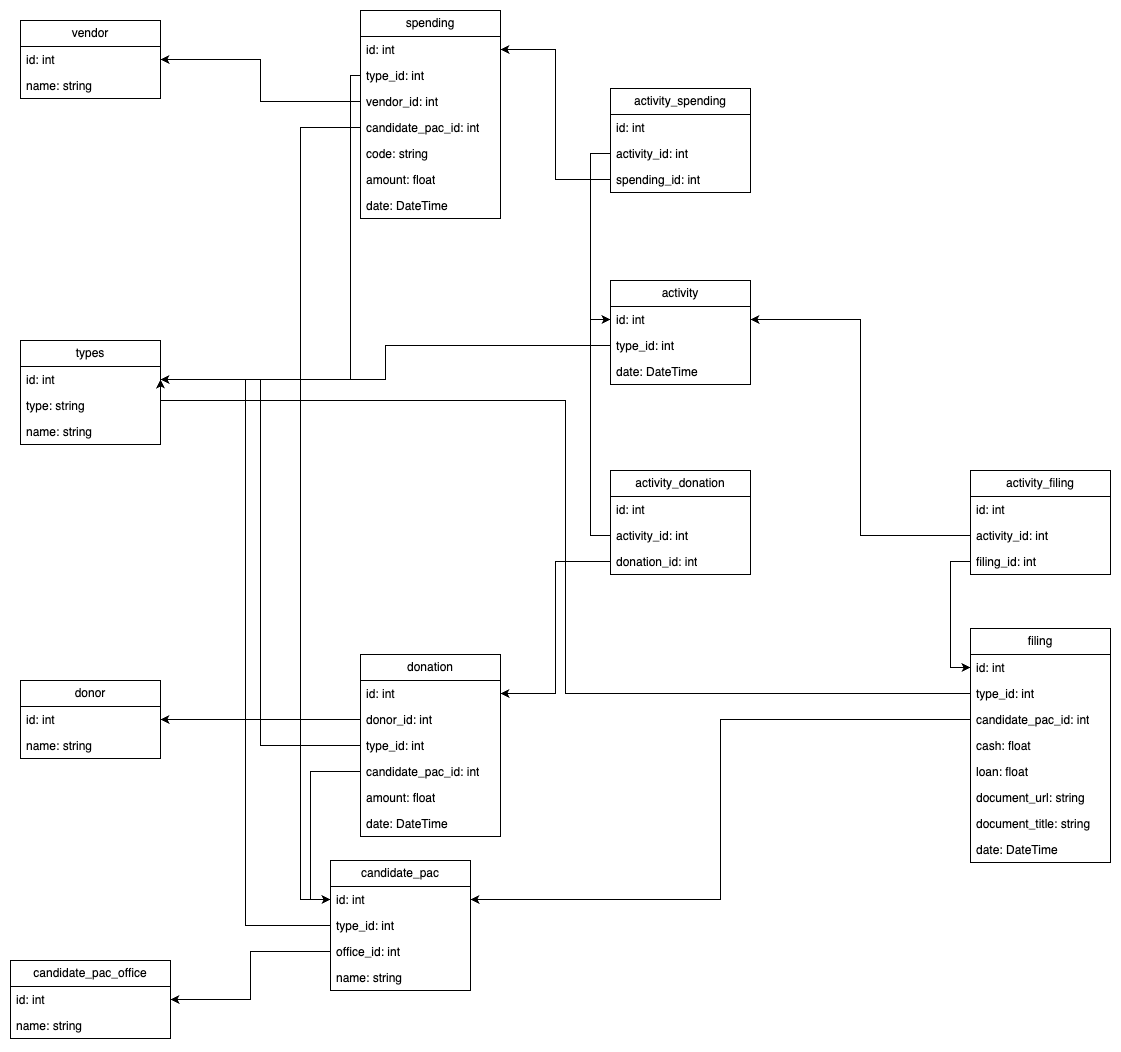 vendor
id: int
name: string
spending
id: int
type_id: int
vendor_id: int
candidate_pac_id: int
code: string
amount: float
date: DateTime
activity_spending
id: int
activity_id: int
spending_id: int
activity
id: int
type_id: int
date: DateTime
types
id: int
type: string
name: string
activity_donation
id: int
activity_id: int
donation_id: int
activity_filing
id: int
activity_id: int
filing_id: int
filing
id: int
type_id: int
candidate_pac_id: int
cash: float
loan: float
document_url: string
document_title: string
date: DateTime
donation
id: int
donor_id: int
type_id: int
candidate_pac_id: int
amount: float
date: DateTime
donor
id: int
name: string
candidate_pac
id: int
type_id: int
office_id: int
name: string
candidate_pac_office
id: int
name: string